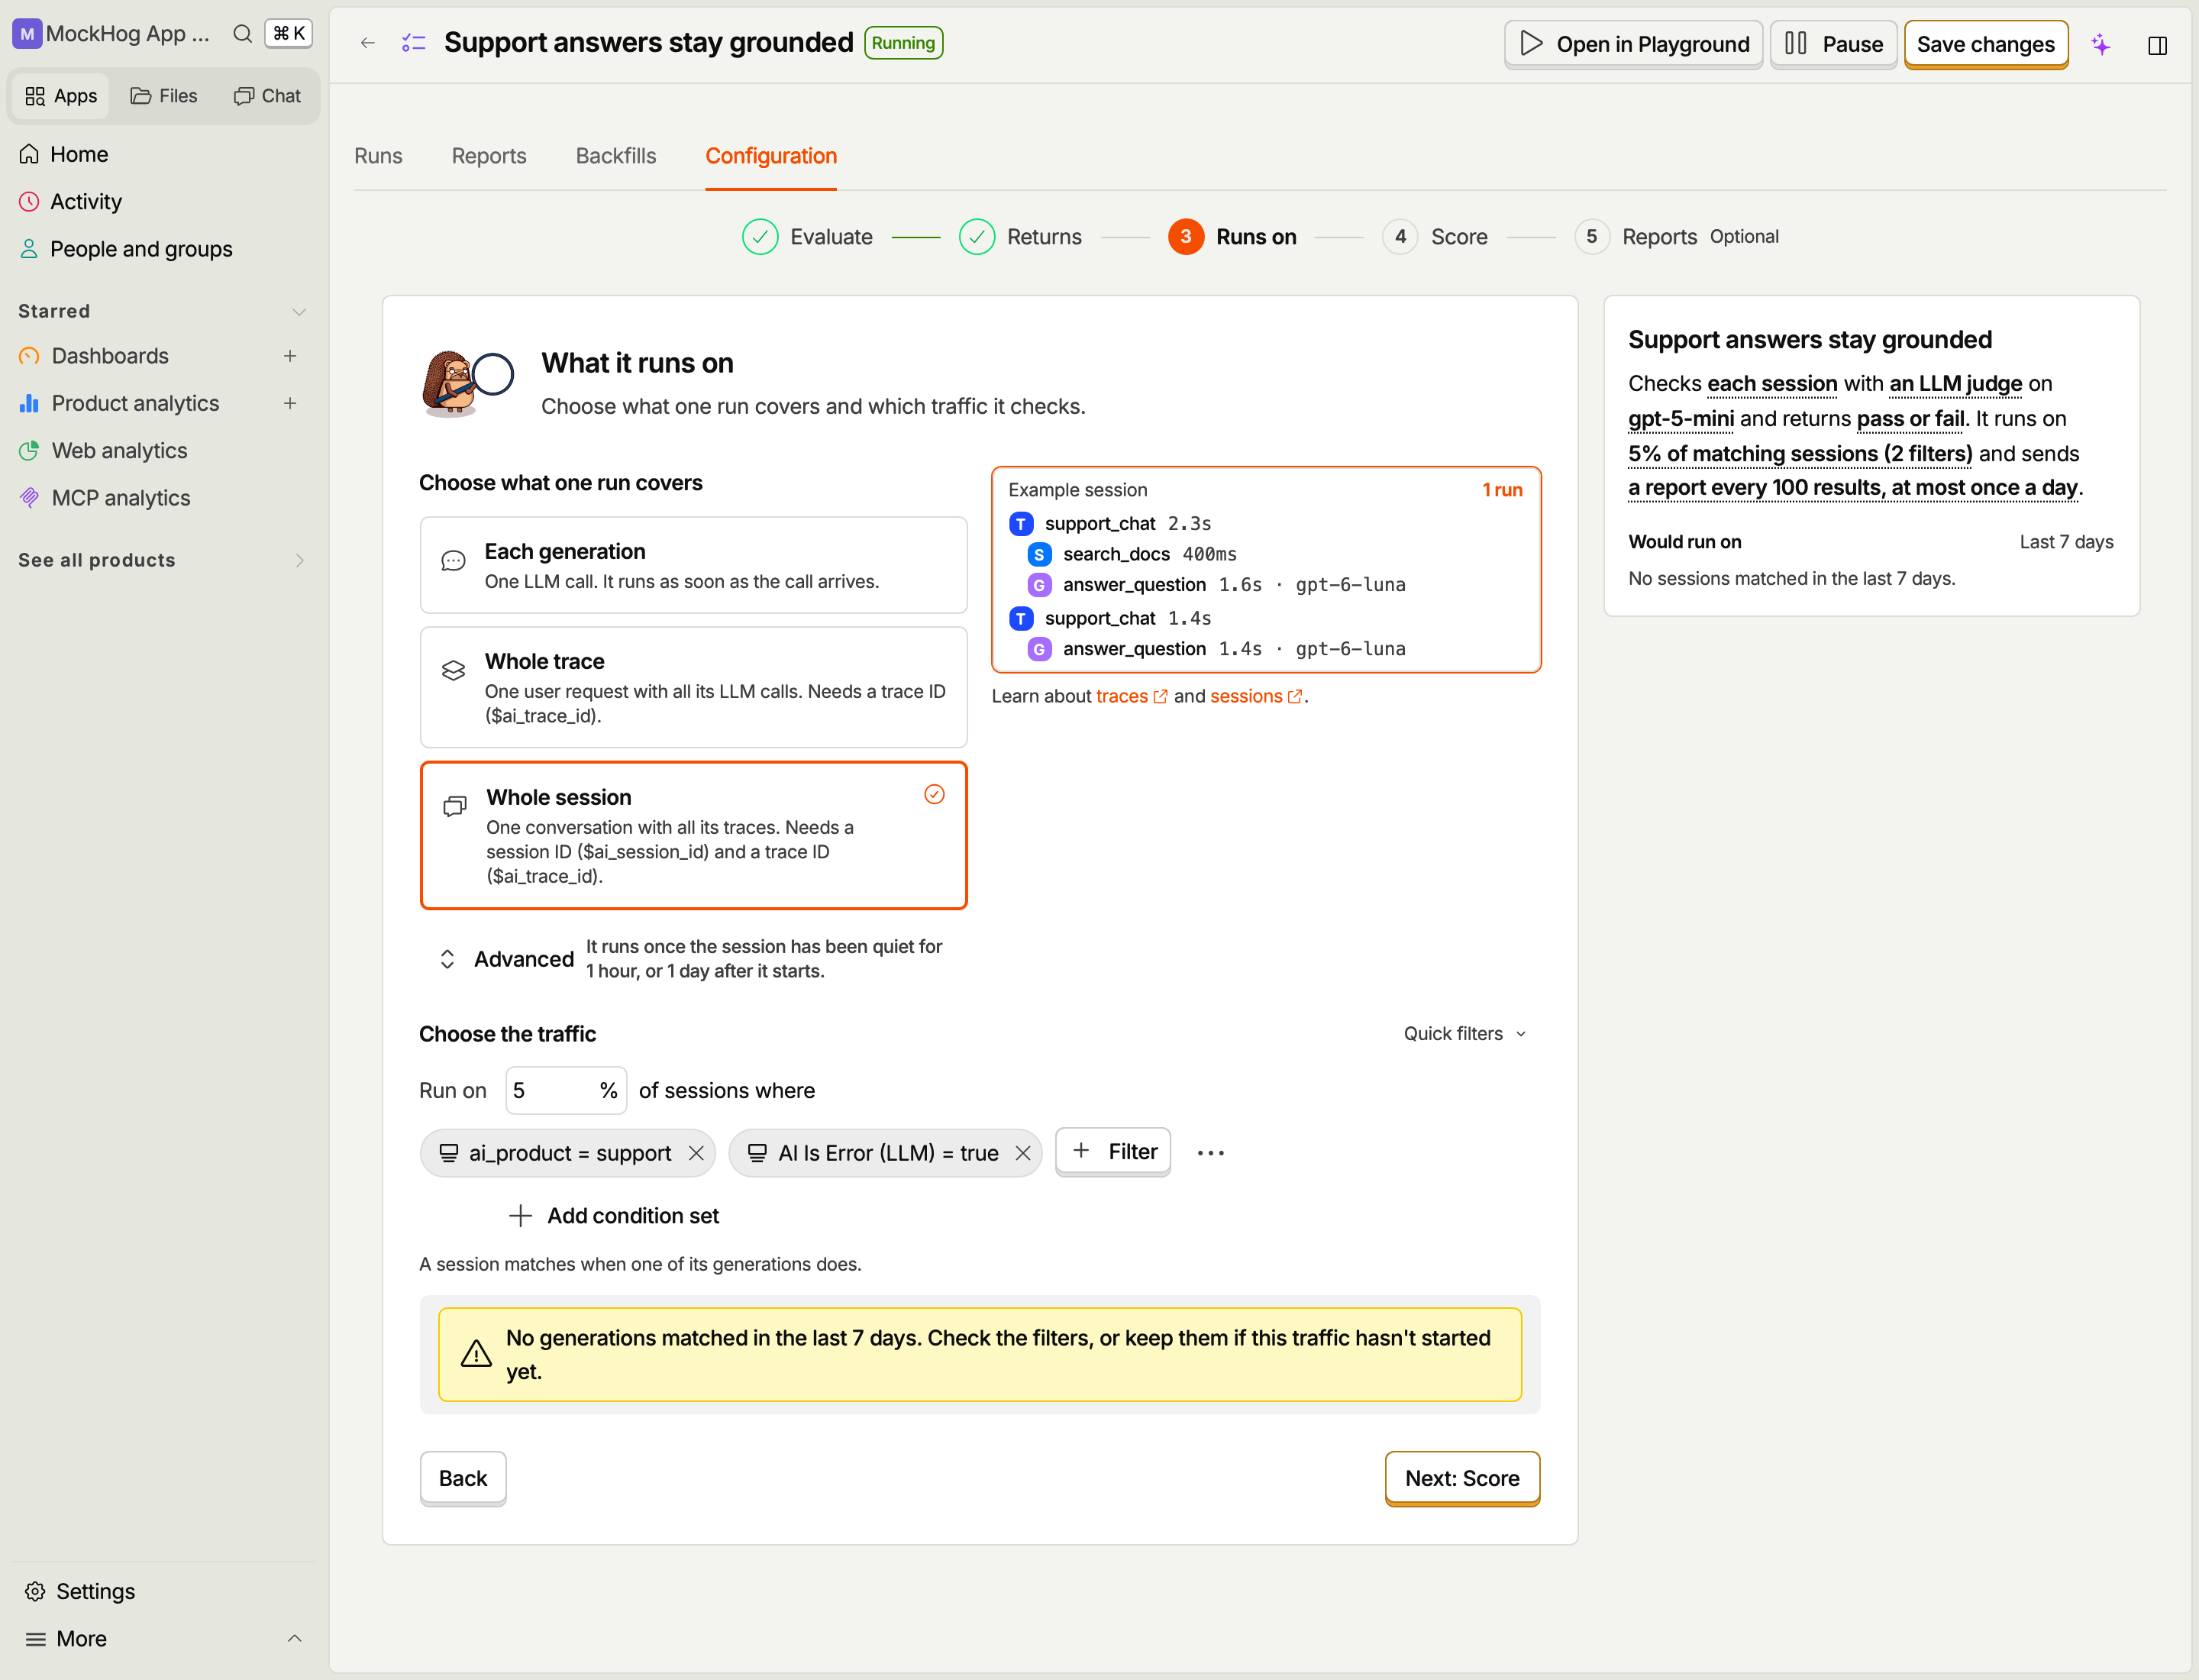 M MockHog App ... ⌘ K
Apps Files Chat
Home
Activity
People and groups
Starred
Dashboards
Product analytics
Web analytics
MCP analytics
See all products
Settings
More
Support answers stay grounded Running
Open in Playground Pause Save changes
Runs Reports Backfills Configuration
Evaluate Returns 3 Runs on 4 Score 5 Reports Optional
What it runs on
Choose what one run covers and which traffic it checks.
Choose what one run covers
Each generation
One LLM call. It runs as soon as the call arrives.
Whole trace
One user request with all its LLM calls. Needs a trace ID
($ai_trace_id).
Whole session
One conversation with all its traces. Needs a
session ID ($ai_session_id) and a trace ID
($ai_trace_id).
Advanced
It runs once the session has been quiet for
1 hour, or 1 day after it starts.
Example session 1 run
T support_chat 2.3s
S search_docs 400ms
G answer_question 1.6s · gpt-6-luna
T support_chat 1.4s
G answer_question 1.4s · gpt-6-luna
Learn about traces and sessions.
Choose the traffic Quick filters
Run on 5 % of sessions where
ai_product = support AI Is Error (LLM) = true + Filter ...
+ Add condition set
A session matches when one of its generations does.
No generations matched in the last 7 days. Check the filters, or keep them if this traffic hasn't started
yet.
Back Next: Score
Support answers stay grounded
Checks each session with an LLM judge on
gpt-5-mini and returns pass or fail. It runs on
5% of matching sessions (2 filters) and sends
a report every 100 results, at most once a day.
Would run on Last 7 days
No sessions matched in the last 7 days.